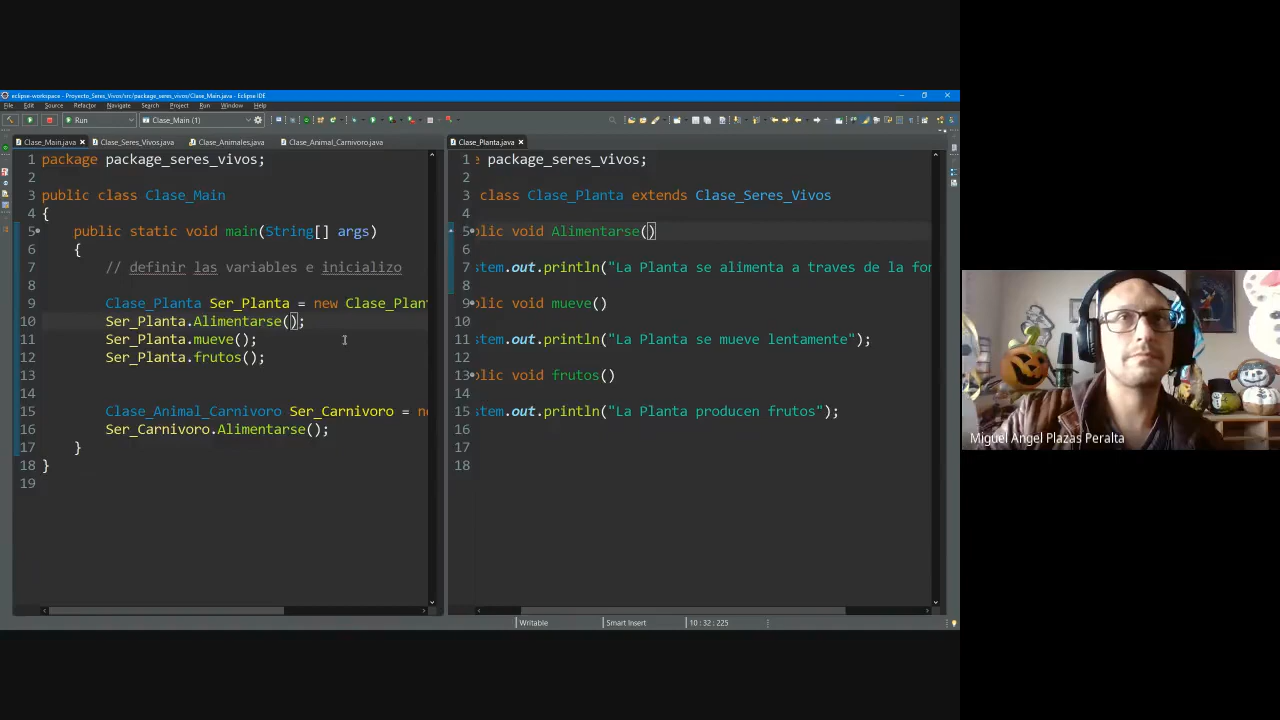 eclipse-workspace - Proyecto_Seres_Vivos/src/package_seres_vivos/Clase_Main.java - Eclipse IDE
File Edit Source Refactor Navigate Search Project Run Window Help
Run
Clase_Main (1)
Clase_Main.java
Clase_Seres_Vivos.java
Clase_Animales.java
Clase_Animal_Carnivoro.java
1 package package_seres_vivos;
2
3 public class Clase_Main
4 {
5 public static void main(String[] args)
6 {
7 // definir las variables e inicializo
8
9 Clase_Planta Ser_Planta = new Clase_Plant
10 Ser_Planta.Alimentarse();
11 Ser_Planta.mueve();
12 Ser_Planta.frutos();
13
14
15 Clase_Animal_Carnivoro Ser_Carnivoro = ne
16 Ser_Carnivoro.Alimentarse();
17 }
18 }
19
Clase_Planta.java
1 e package_seres_vivos;
2
3 class Clase_Planta extends Clase_Seres_Vivos
4
5 blic void Alimentarse()
6
7 stem.out.println("La Planta se alimenta a traves de la fon
8
9 blic void mueve()
10
11 stem.out.println("La Planta se mueve lentamente");
12
13 blic void frutos()
14
15 stem.out.println("La Planta producen frutos");
16
17
18
Writable
Smart Insert
10 : 32 : 225
Miguel Angel Plazas Peralta